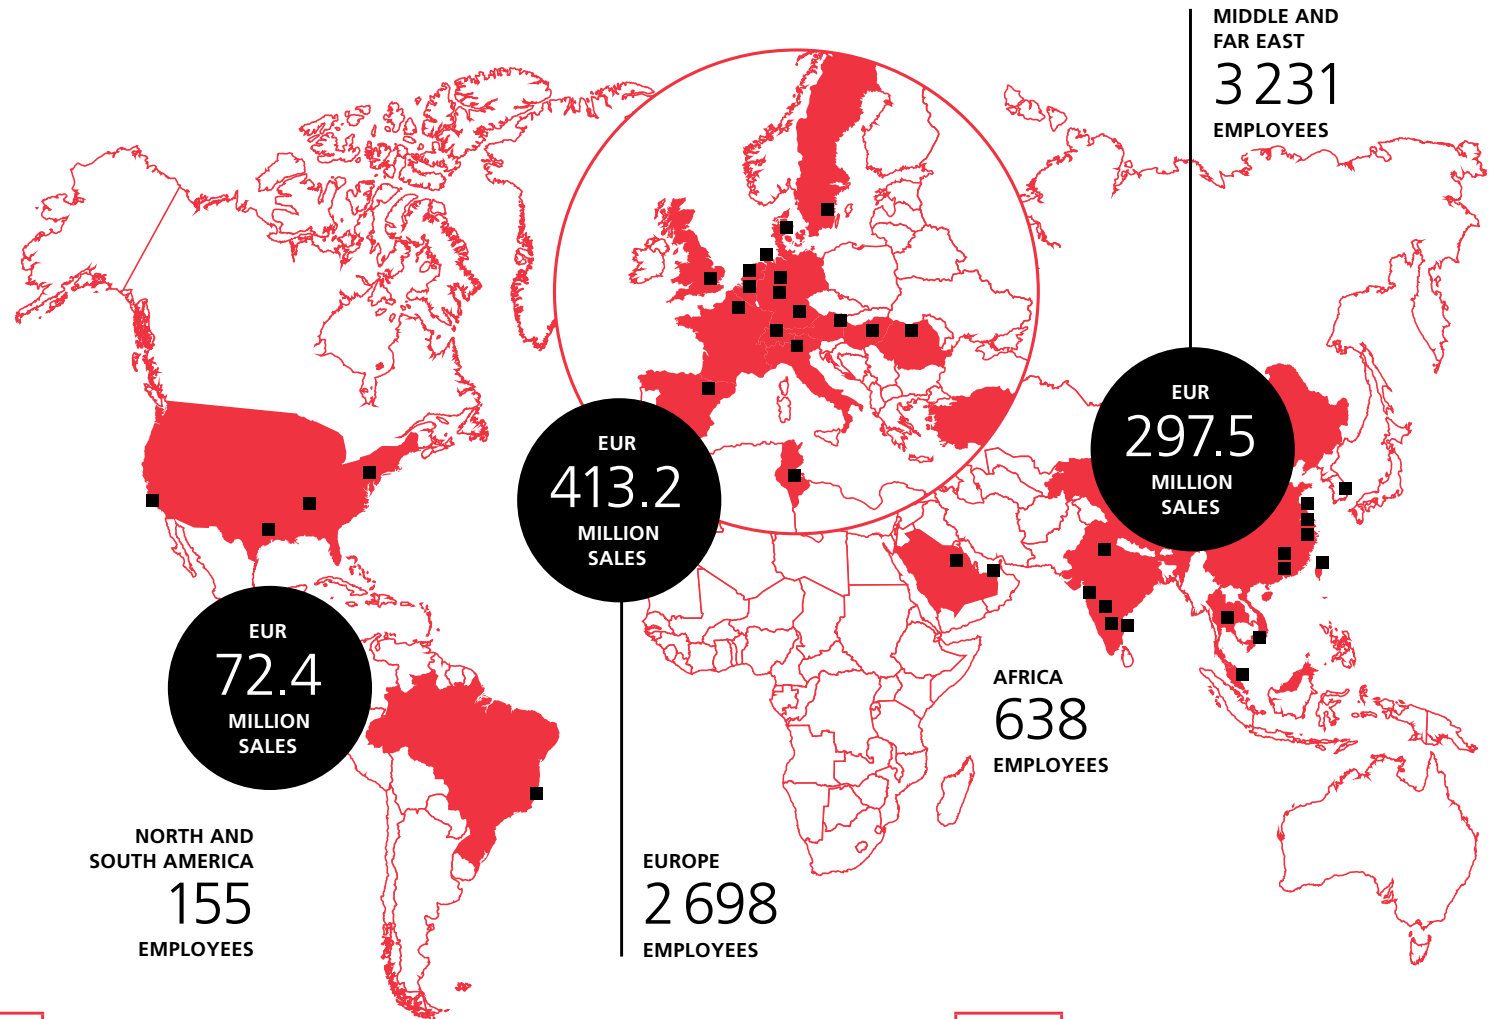 MIDDLE AND
FAR EAST
3 231
EMPLOYEES
EUR
297.5
MILLION
SALES
EUR
413.2
MILLION
SALES
EUR
72.4
MILLION
SALES
AFRICA
638
EMPLOYEES
NORTH AND
SOUTH AMERICA
155
EMPLOYEES
EUROPE
2 698
EMPLOYEES